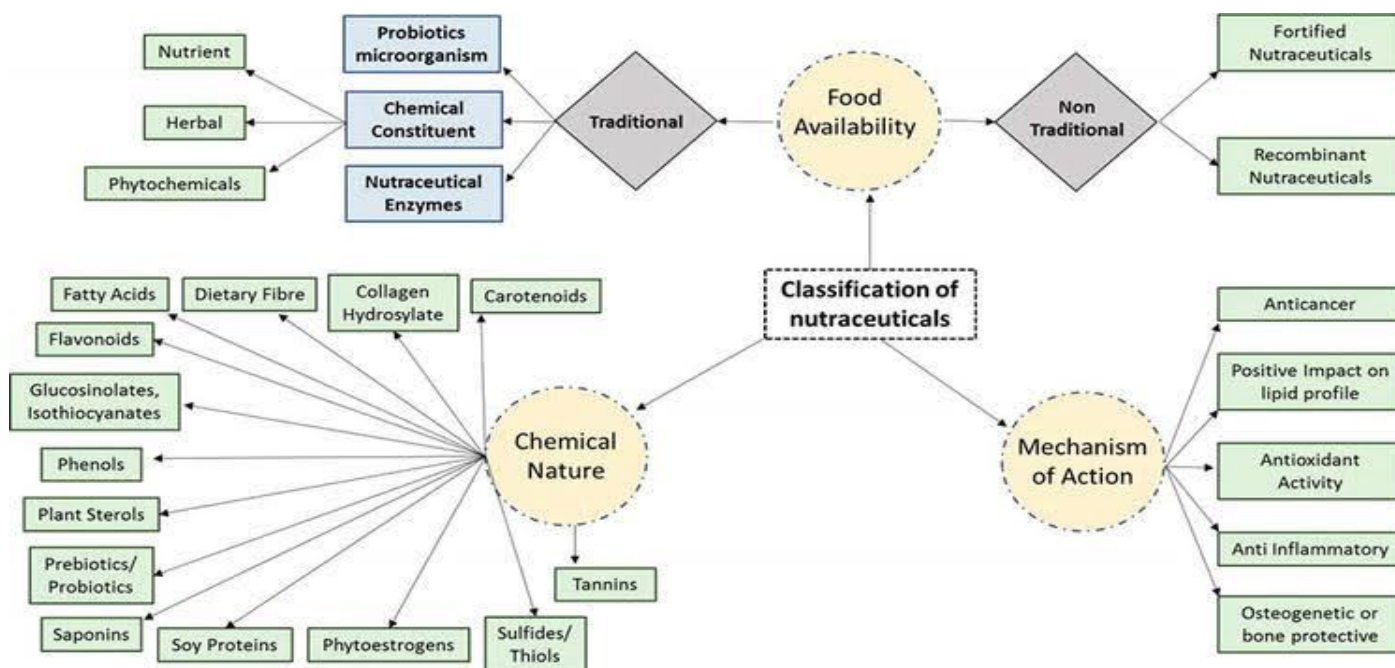 Nutrient
Herbal
Phytochemicals
Probiotics
microorganism
Chemical
Constituent
Nutraceutical
Enzymes
Traditional
Food
Availability
Non
Traditional
Fortified
Nutraceuticals
Recombinant
Nutraceuticals
Classification of
nutraceuticals
Fatty Acids
Dietary Fibre
Collagen
Hydrosylate
Carotenoids
Flavonoids
Glucosinolates,
Isothiocyanates
Phenols
Plant Sterols
Prebiotics/
Probiotics
Saponins
Soy Proteins
Phytoestrogens
Sulfides/
Thiols
Tannins
Chemical
Nature
Mechanism
of Action
Anticancer
Positive Impact on
lipid profile
Antioxidant
Activity
Anti Inflammatory
Osteogenetic or
bone protective